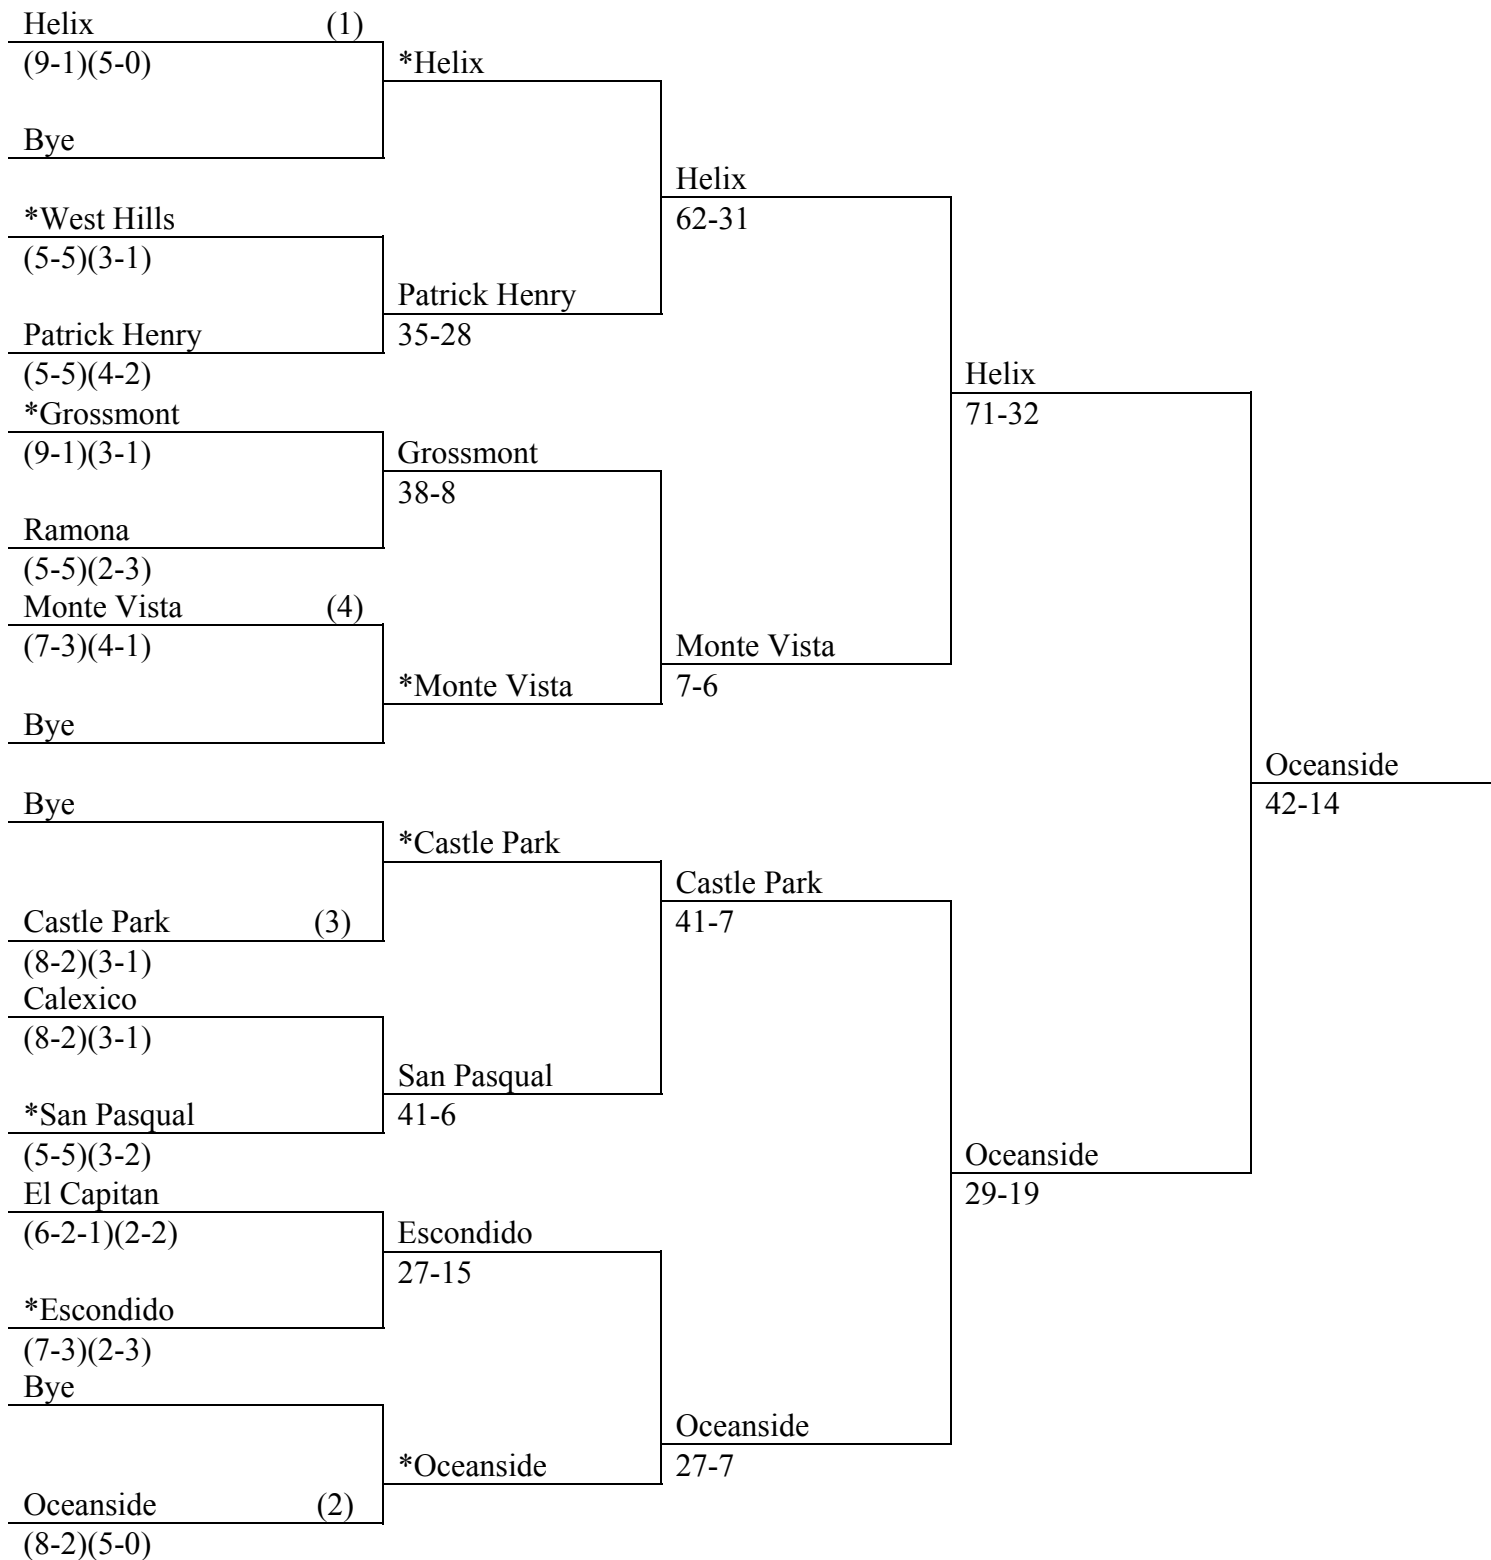 Helix (1)
(9-1)(5-0)
Bye
*West Hills
(5-5)(3-1)
Patrick Henry
(5-5)(4-2)
*Grossmont
(9-1)(3-1)
Ramona
(5-5)(2-3)
Monte Vista (4)
(7-3)(4-1)
Bye
Bye
Castle Park (3)
(8-2)(3-1)
Calexico
(8-2)(3-1)
*San Pasqual
(5-5)(3-2)
El Capitan
(6-2-1)(2-2)
*Escondido
(7-3)(2-3)
Bye
Oceanside (2)
(8-2)(5-0)
*Helix
Patrick Henry
35-28
Grossmont
38-8
*Monte Vista
*Castle Park
San Pasqual
41-6
Escondido
27-15
*Oceanside
Helix
62-31
Monte Vista
7-6
Castle Park
41-7
Oceanside
27-7
Helix
71-32
Oceanside
29-19
Oceanside
42-14